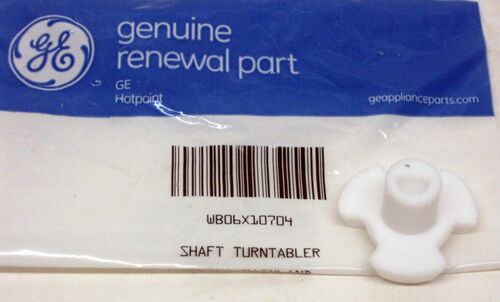 GE
genuine
renewal part
GE
Hotpoint
geapplianceparts.com
WB06X10704
SHAFT TURNTABLER